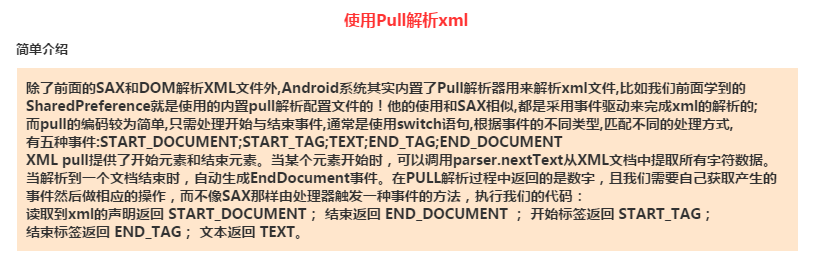 使用Pull解析xml
简单介绍
除了前面的SAX和DOM解析XML文件外,Android系统其实内置了Pull解析器用来解析xml文件,比如我们前面学到的
SharedPreference就是使用的内置pull解析配置文件的！他的使用和SAX相似,都是采用事件驱动来完成xml的解析的;
而pull的编码较为简单,只需处理开始与结束事件,通常是使用switch语句,根据事件的不同类型,匹配不同的处理方式,
有五种事件:START_DOCUMENT;START_TAG;TEXT;END_TAG;END_DOCUMENT
XML pull提供了开始元素和结束元素。当某个元素开始时，可以调用parser.nextText从XML文档中提取所有字符数据。
当解析到一个文档结束时，自动生成EndDocument事件。在PULL解析过程中返回的是数字，且我们需要自己获取产生的
事件然后做相应的操作，而不像SAX那样由处理器触发一种事件的方法，执行我们的代码：
读取到xml的声明返回 START_DOCUMENT； 结束返回 END_DOCUMENT ； 开始标签返回 START_TAG；
结束标签返回 END_TAG； 文本返回 TEXT。